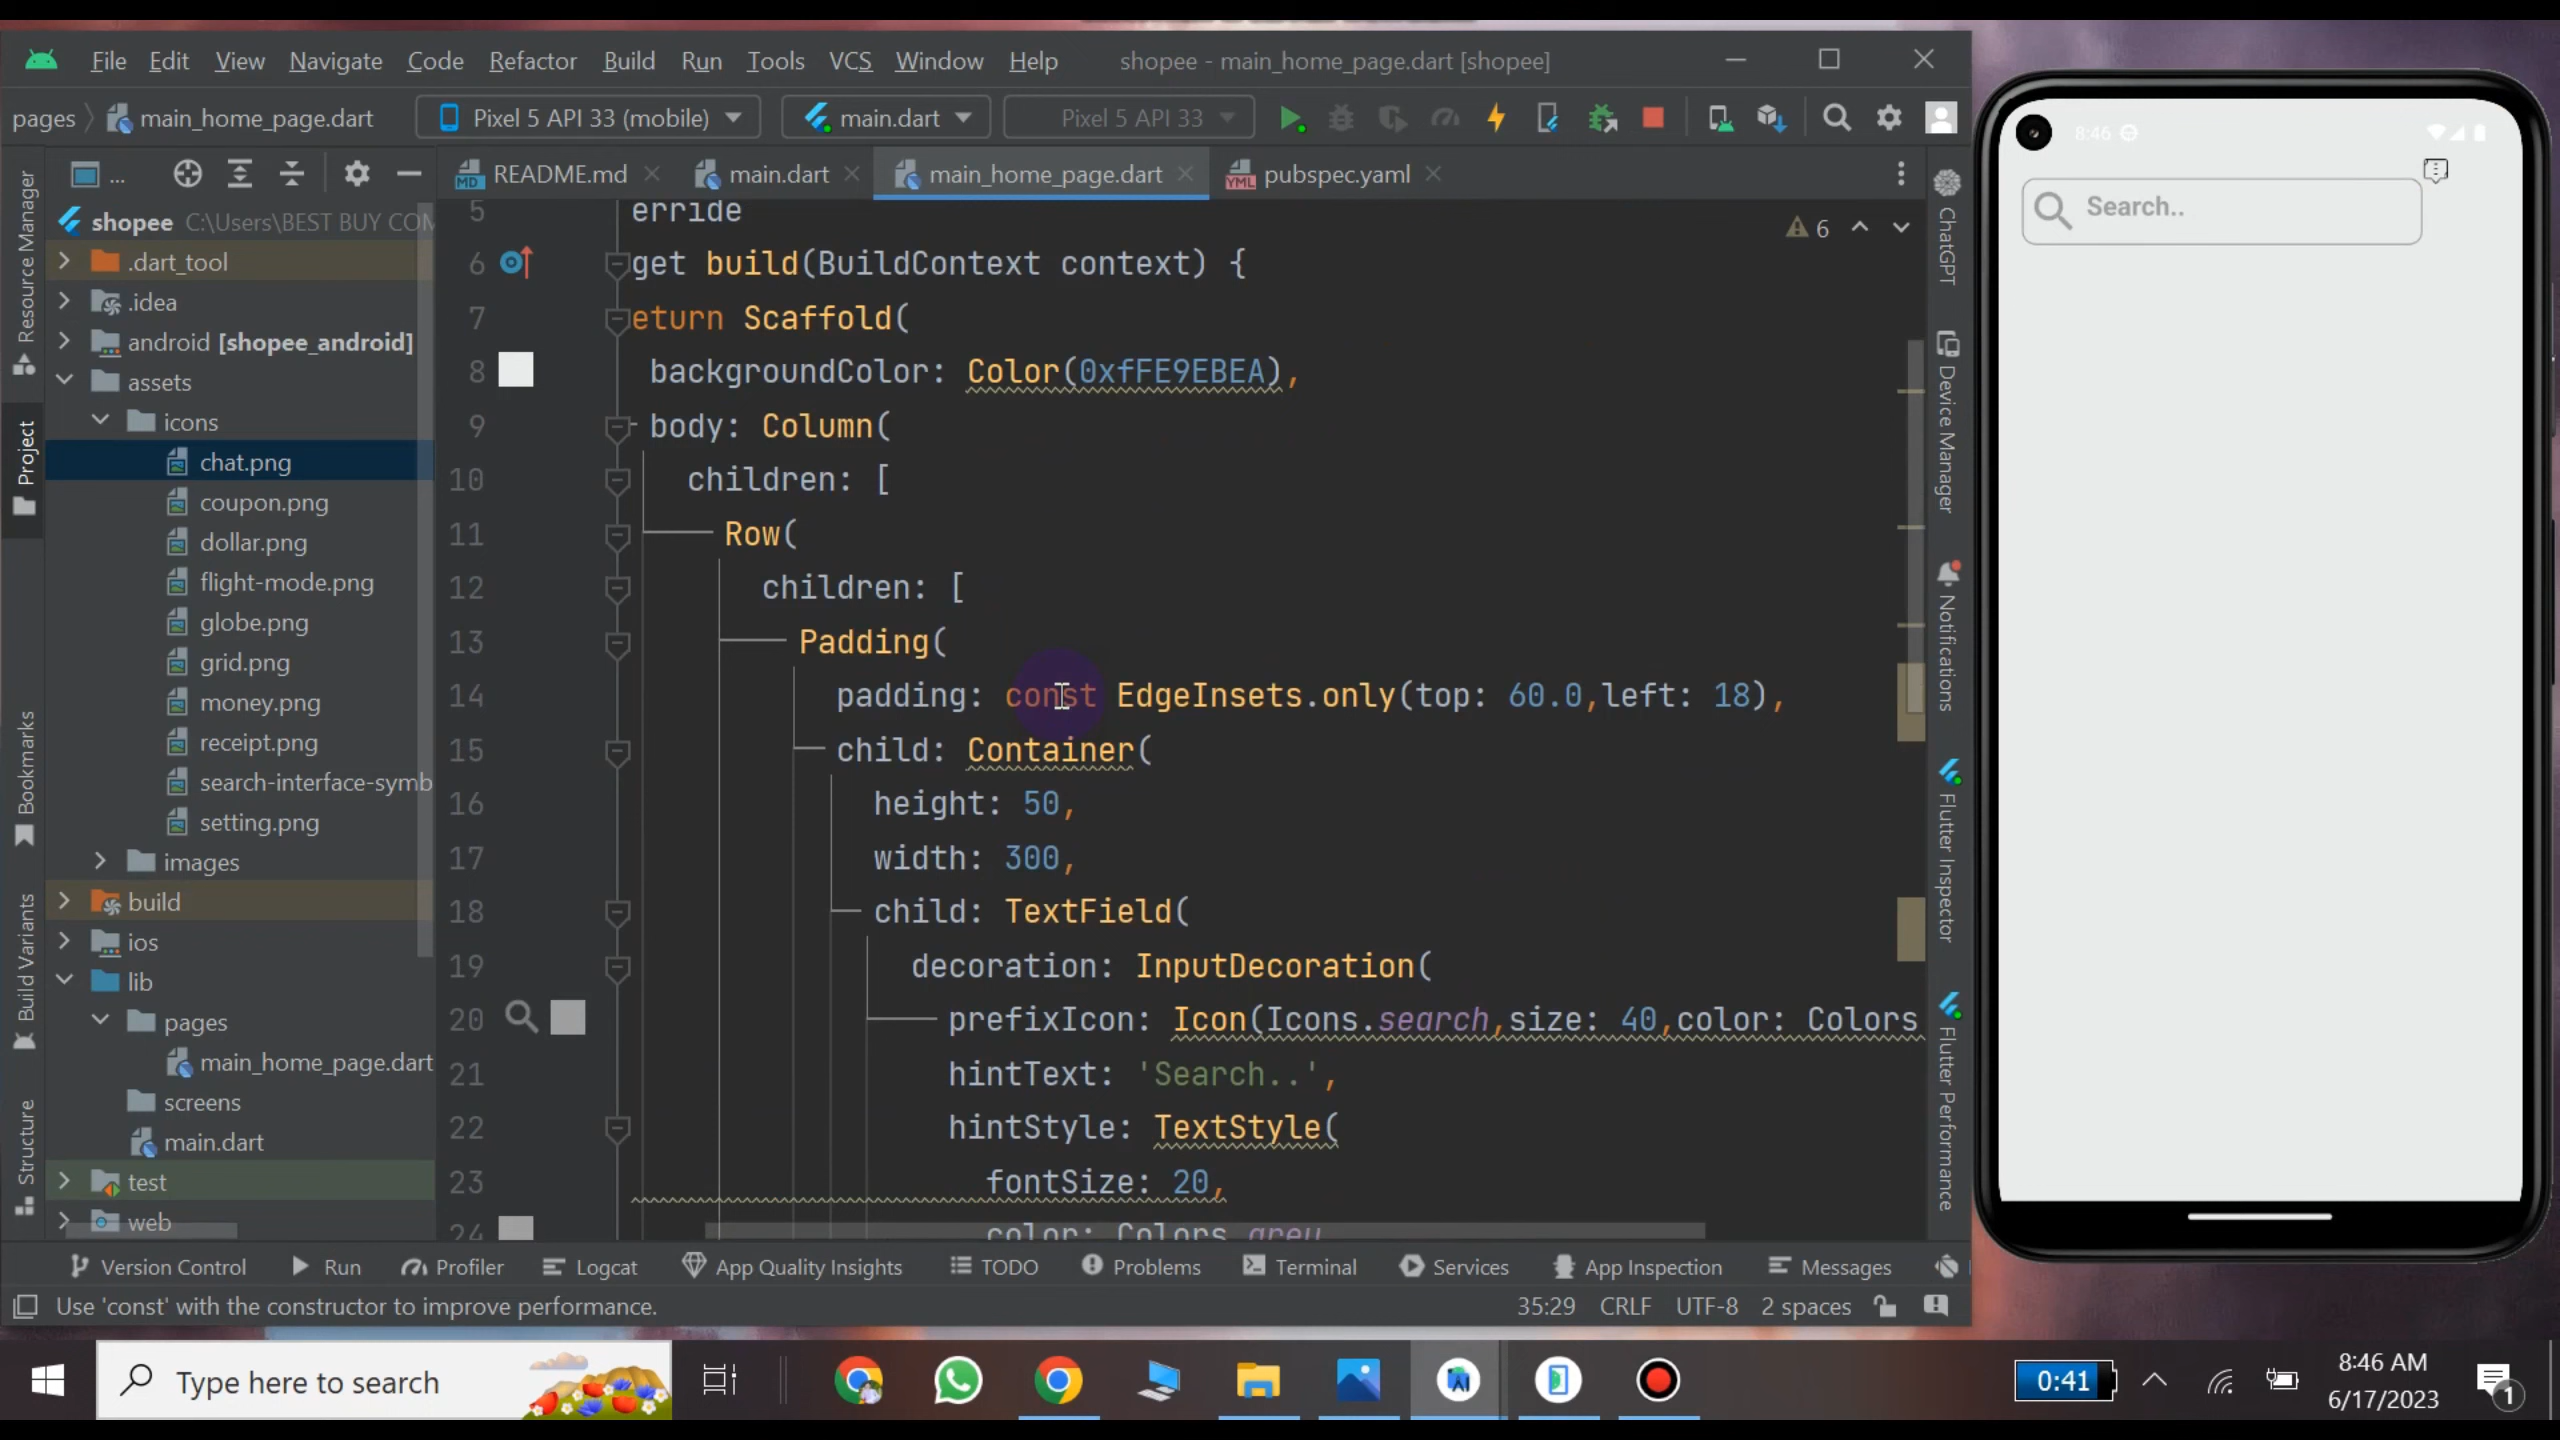 File Edit View Navigate Code Refactor Build Run Tools VCS Window Help shopee - main_home_page.dart [shopee]
pages main_home_page.dart Pixel 5 API 33 (mobile) main.dart Pixel 5 API 33
... README.md main.dart main_home_page.dart pubspec.yaml
Resource Manager
Project
Bookmarks
Build Variants
Structure
shopee C:\Users\BEST BUY COM
.dart_tool
.idea
android [shopee_android]
assets
icons
chat.png
coupon.png
dollar.png
flight-mode.png
globe.png
grid.png
money.png
receipt.png
search-interface-symb
setting.png
images
build
ios
lib
pages
main_home_page.dart
screens
main.dart
test
web
5 erride
6 get build(BuildContext context) {
7 eturn Scaffold(
8 backgroundColor: Color(0xfFE9EBEA),
9 body: Column(
10 children: [
11 Row(
12 children: [
13 Padding(
14 padding: const EdgeInsets.only(top: 60.0,left: 18),
15 child: Container(
16 height: 50,
17 width: 300,
18 child: TextField(
19 decoration: InputDecoration(
20 prefixIcon: Icon(Icons.search,size: 40,color: Colors
21 hintText: 'Search..',
22 hintStyle: TextStyle(
23 fontSize: 20,
24 color: Colors.grey
6
ChatGPT
Device Manager
Notifications
Flutter Inspector
Flutter Performance
8:46
Search..
Version Control Run Profiler Logcat App Quality Insights TODO Problems Terminal Services App Inspection Messages
Use 'const' with the constructor to improve performance. 35:29 CRLF UTF-8 2 spaces
Type here to search
0:41
8:46 AM
6/17/2023
1